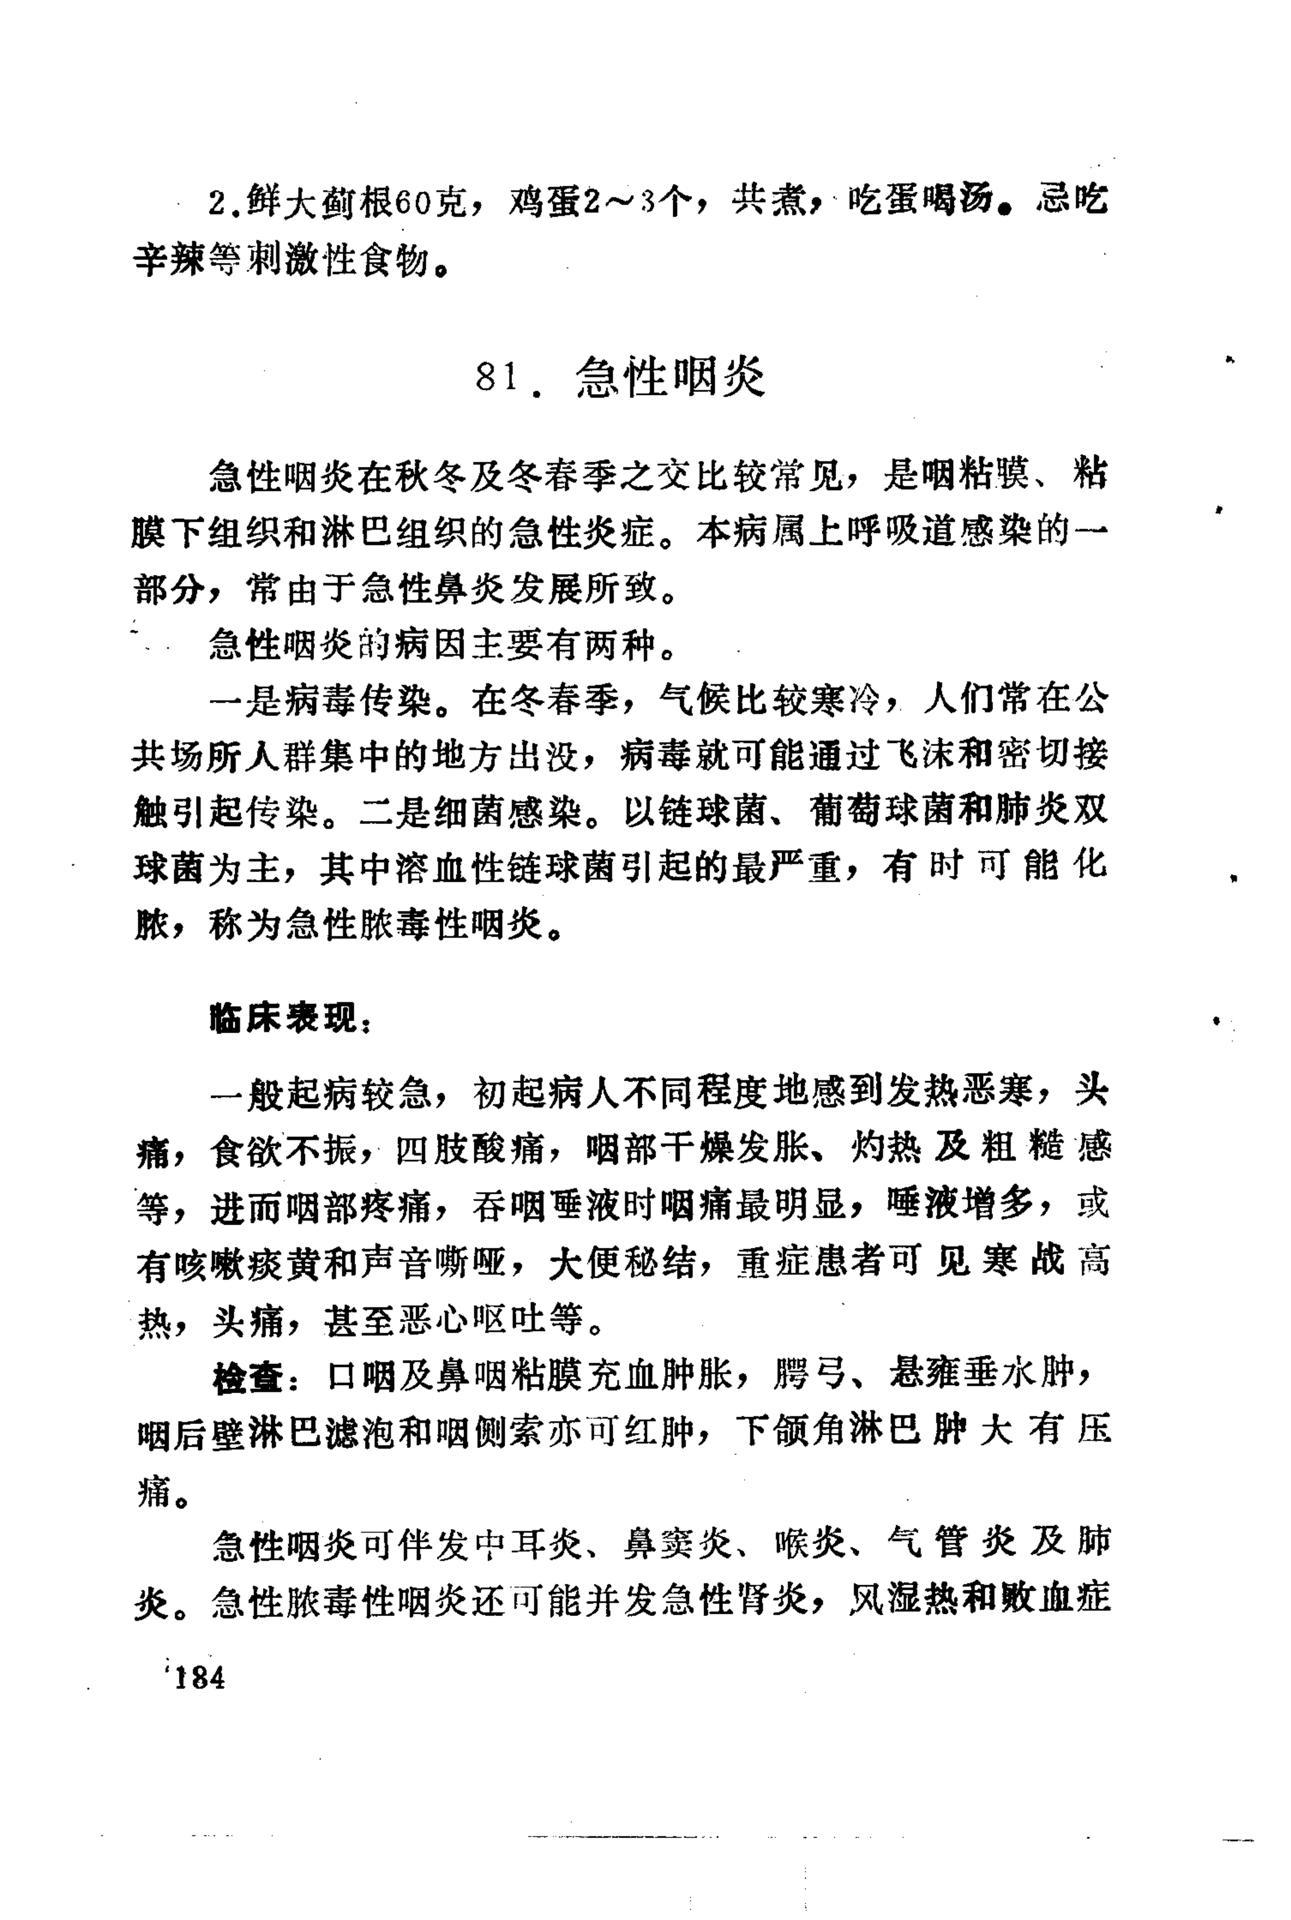 2.鲜大蓟根60克，鸡蛋2～3个，共煮，吃蛋喝汤。忌吃
辛辣等刺激性食物。
81．急性咽炎
急性咽炎在秋冬及冬春季之交比较常见，是咽粘膜、粘
膜下组织和淋巴组织的急性炎症。本病属上呼吸道感染的一
部分，常由于急性鼻炎发展所致。
急性咽炎的病因主要有两种。
一是病毒传染。在冬春季，气候比较寒冷，人们常在公
共场所人群集中的地方出没，病毒就可能通过飞沫和密切接
触引起传染。二是细菌感染。以链球菌、葡萄球菌和肺炎双
球菌为主，其中溶血性链球菌引起的最严重，有时可能化
脓，称为急性脓毒性咽炎。
临床表现：
一般起病较急，初起病人不同程度地感到发热恶寒，头
痛，食欲不振，四肢酸痛，咽部干燥发胀、灼热及粗糙感
等，进而咽部疼痛，吞咽唾液时咽痛最明显，唾液增多，或
有咳嗽痰黄和声音嘶哑，大便秘结，重症患者可见寒战高
热，头痛，甚至恶心呕吐等。
检查：口咽及鼻咽粘膜充血肿胀，腭弓、悬雍垂水肿，
咽后壁淋巴滤泡和咽侧索亦可红肿，下颌角淋巴肿大有压
痛。
急性咽炎可伴发中耳炎、鼻窦炎、喉炎、气管炎及肺
炎。急性脓毒性咽炎还可能并发急性肾炎，风湿热和败血症
184